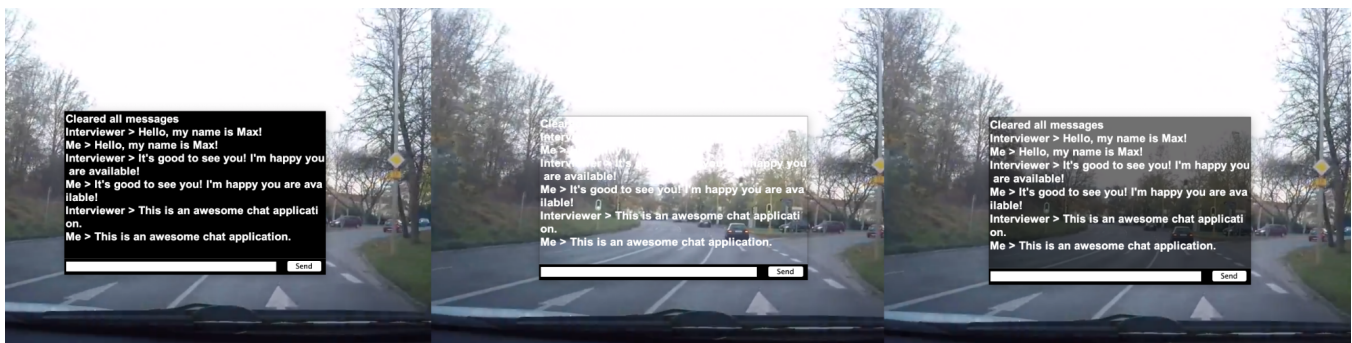 Cleared all messages
Interviewer > Hello, my name is Max!
Me > Hello, my name is Max!
Interviewer > It's good to see you! I'm happy you
are available!
Me > It's good to see you! I'm happy you are ava
ilable!
Interviewer > This is an awesome chat applicati
on.
Me > This is an awesome chat application.
Send
Me >
It's happy you
are available!
Me > It's good to see you! I'm happy you are ava
ilable!
Interviewer > This is an awesome chat applicati
on.
Me > This is an awesome chat application.
Send
Cleared all messages
Interviewer > Hello, my name is Max!
Me > Hello, my name is Max!
Interviewer > It's good to see you! I'm happy you
are available!
Me > It's good to see you! I'm happy you are ava
ilable!
Interviewer > This is an awesome chat applicati
on.
Me > This is an awesome chat application.
Send